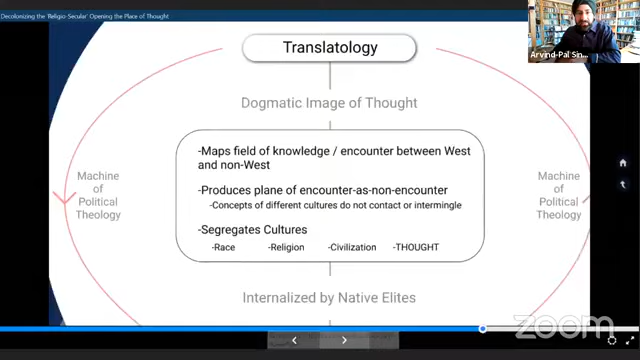 Decolonizing the 'Religio-Secular' Opening the Place of Thought
Arvind-Pal Sin...
Translatology
Dogmatic Image of Thought
-Maps field of knowledge / encounter between West
and non-West
-Produces plane of encounter-as-non-encounter
-Concepts of different cultures do not contact or intermingle
-Segregates Cultures
-Race -Religion -Civilization -THOUGHT
Machine
of
Political
Theology
Machine
of
Political
Theology
Internalized by Native Elites
zoom